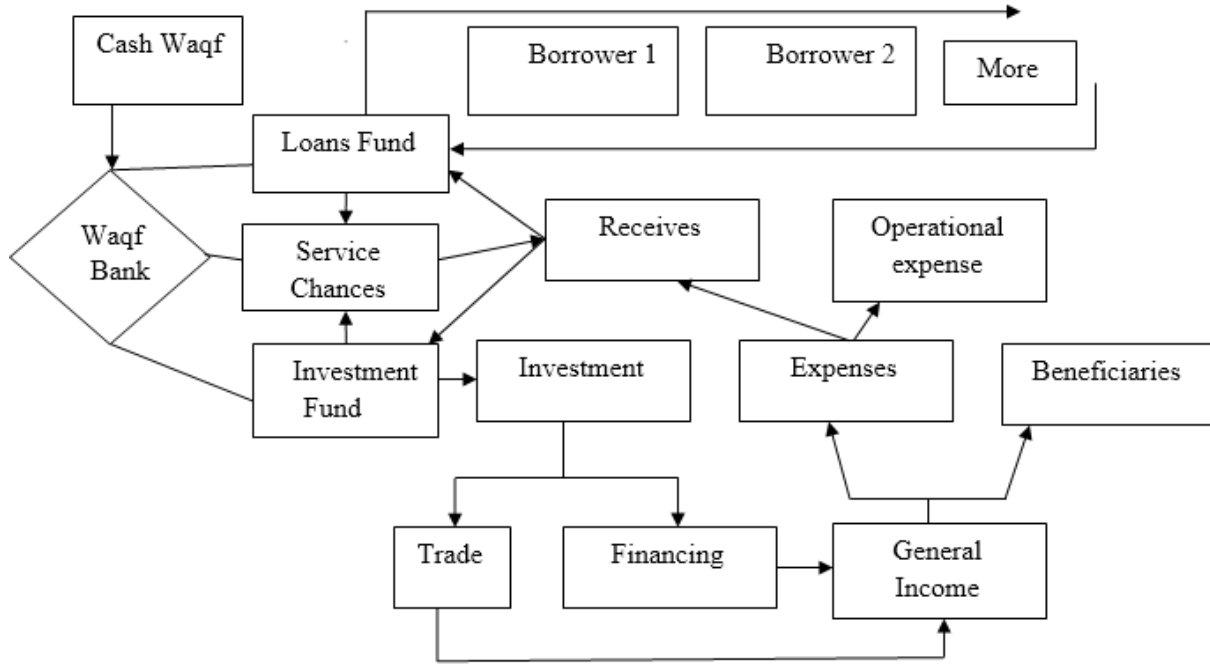 Cash Waqf
Borrower 1
Borrower 2
More
Loans Fund
Waqf
Bank
Service
Chances
Receives
Operational
expense
Investment
Fund
Investment
Expenses
Beneficiaries
Trade
Financing
General
Income